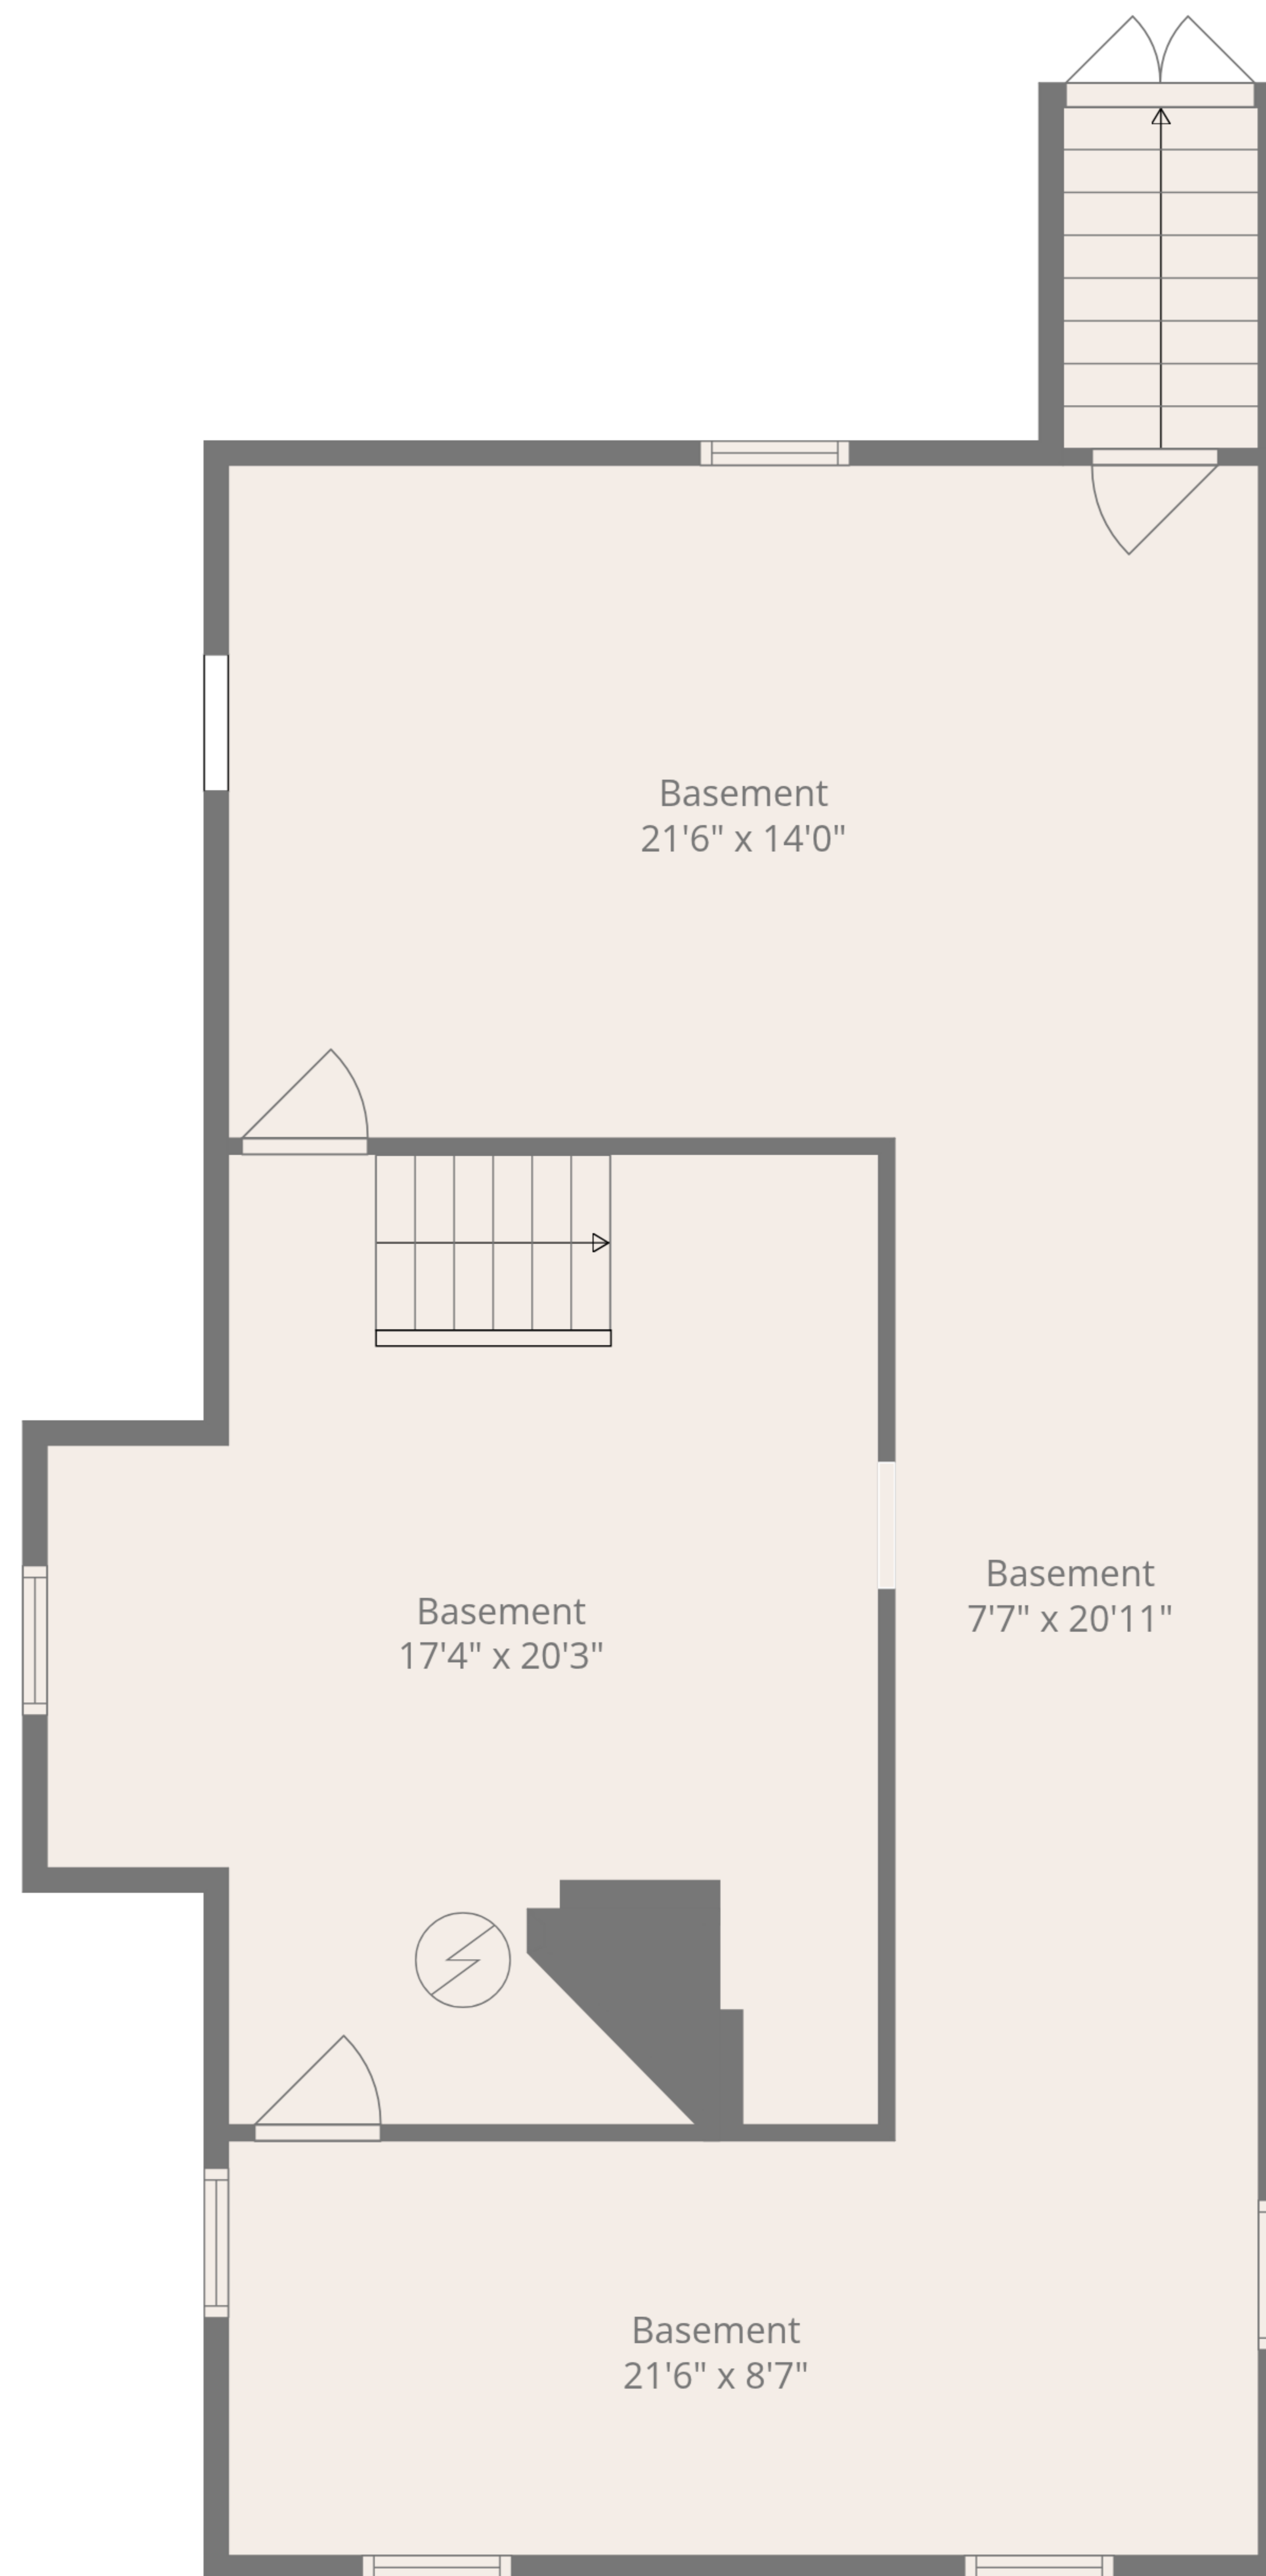 Basement
21'6" x 14'0"
Basement
7'7" x 20'11"
Basement
17'4" x 20'3"
Basement
21'6" x 8'7"